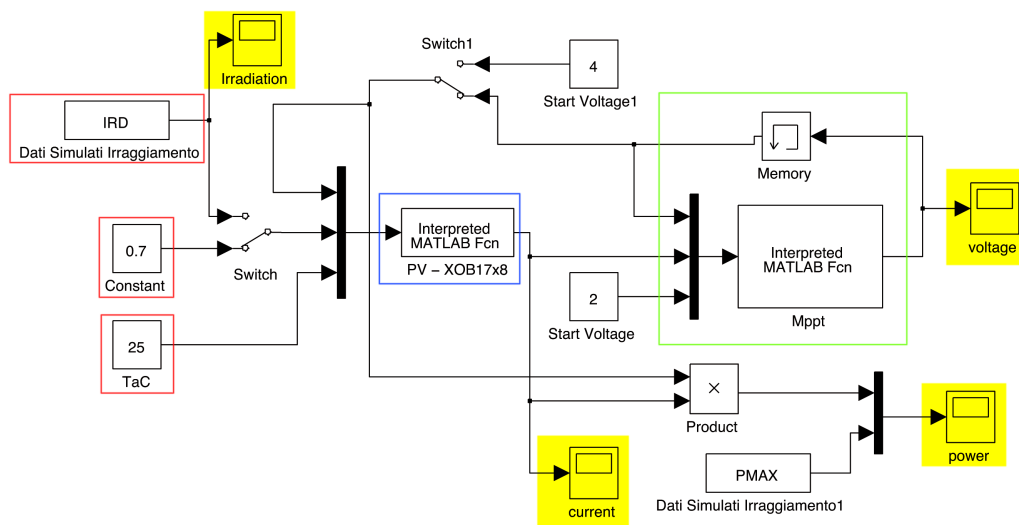 Switch1
4
Start Voltage1
Irradiation
IRD
Dati Simulati Irraggiamento
Memory
voltage
Interpreted
MATLAB Fcn
PV − XOB17x8
Interpreted
MATLAB Fcn
Mppt
0.7
Constant
Switch
2
Start Voltage
25
TaC
×
Product
power
PMAX
Dati Simulati Irraggiamento1
current